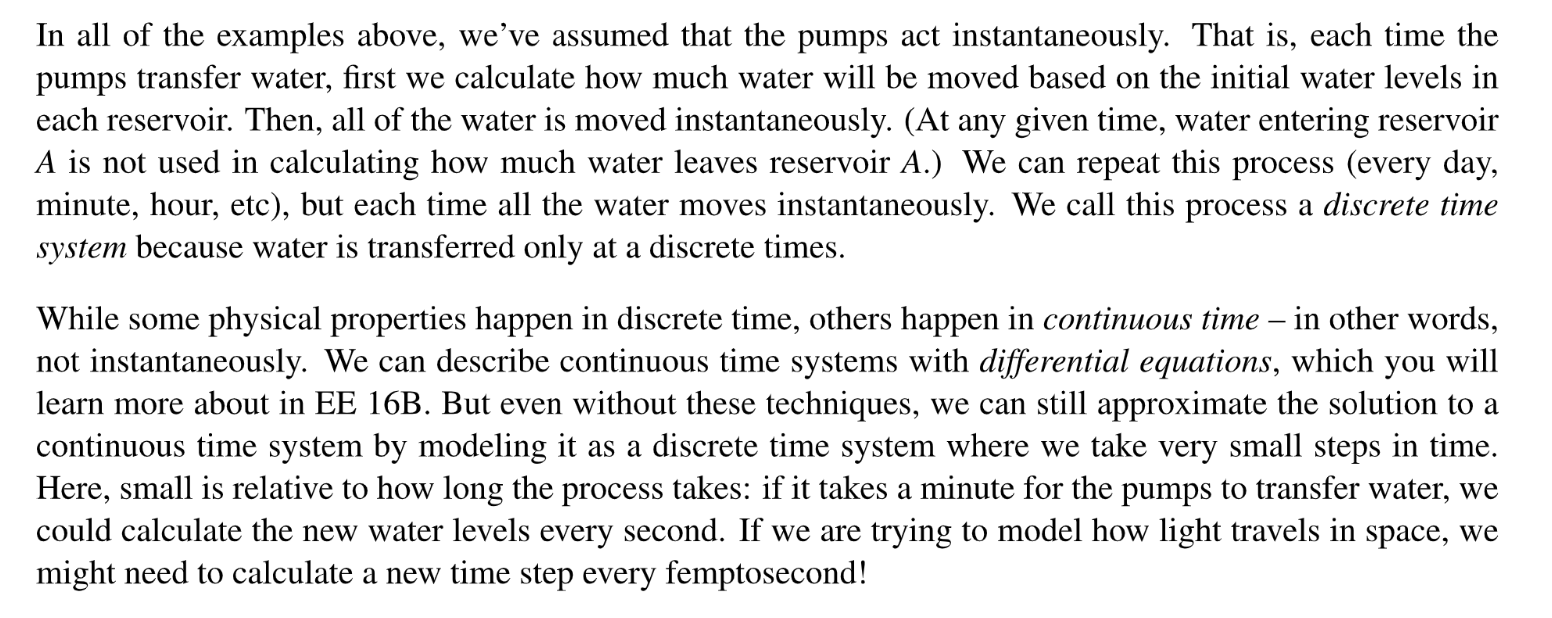 In all of the examples above, we've assumed that the pumps act instantaneously. That is, each time the
pumps transfer water, first we calculate how much water will be moved based on the initial water levels in
each reservoir. Then, all of the water is moved instantaneously. (At any given time, water entering reservoir
A is not used in calculating how much water leaves reservoir A.) We can repeat this process (every day,
minute, hour, etc), but each time all the water moves instantaneously. We call this process a discrete time
system because water is transferred only at a discrete times.
While some physical properties happen in discrete time, others happen in continuous time – in other words,
not instantaneously. We can describe continuous time systems with differential equations, which you will
learn more about in EE 16B. But even without these techniques, we can still approximate the solution to a
continuous time system by modeling it as a discrete time system where we take very small steps in time.
Here, small is relative to how long the process takes: if it takes a minute for the pumps to transfer water, we
could calculate the new water levels every second. If we are trying to model how light travels in space, we
might need to calculate a new time step every femptosecond!